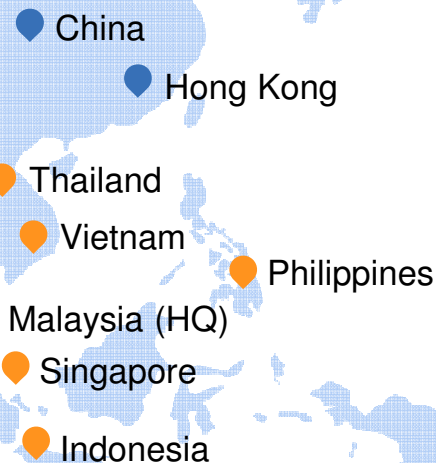 China
Hong Kong
Thailand
Vietnam
Philippines
Malaysia (HQ)
Singapore
Indonesia